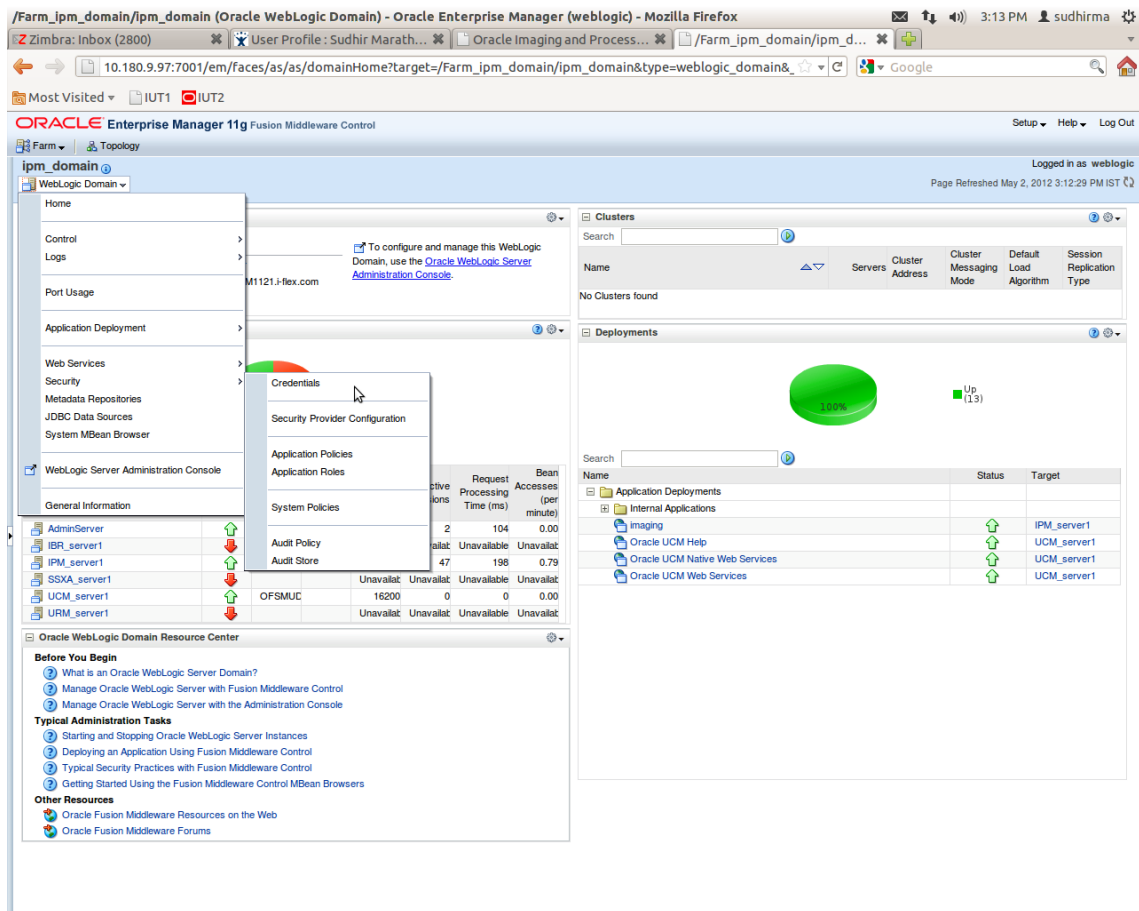 /Farm_ipm_domain/ipm_domain (Oracle WebLogic Domain) - Oracle Enterprise Manager (weblogic) - Mozilla Firefox 3:13 PM sudhirma
Zimbra: Inbox (2800) User Profile : Sudhir Marath... Oracle Imaging and Process... /Farm_ipm_domain/ipm_d...
10.180.9.97:7001/em/faces/as/as/domainHome?target=/Farm_ipm_domain/ipm_domain&type=weblogic_domain&_ Google
Most Visited IUT1 IUT2
ORACLE Enterprise Manager 11g Fusion Middleware Control Setup Help Log Out
Farm Topology
ipm_domain Logged in as weblogic
WebLogic Domain Page Refreshed May 2, 2012 3:12:29 PM IST
Home
Control
Logs
Port Usage
Application Deployment
Web Services
Security
Metadata Repositories
JDBC Data Sources
System MBean Browser
WebLogic Server Administration Console
General Information
Credentials
Security Provider Configuration
Application Policies
Application Roles
System Policies
Audit Policy
Audit Store
To configure and manage this WebLogic
Domain, use the Oracle WebLogic Server
Administration Console.
M1121.i-flex.com
Clusters
Search
Name Servers Cluster Address Cluster Messaging Mode Default Load Algorithm Session Replication Type
No Clusters found
Deployments
100%
Up
(13)
Search
Name Status Target
Application Deployments
Internal Applications
imaging IPM_server1
Oracle UCM Help UCM_server1
Oracle UCM Native Web Services UCM_server1
Oracle UCM Web Services UCM_server1
Request Processing Time (ms) Bean Accesses (per minute)
AdminServer 2 104 0.00
IBR_server1 Unavailable Unavailab
IPM_server1 47 198 0.79
SSXA_server1 Unavailab Unavailab Unavailable Unavailab
UCM_server1 OFSMUD 16200 0 0 0.00
URM_server1 Unavailab Unavailab Unavailable Unavailab
Oracle WebLogic Domain Resource Center
Before You Begin
What is an Oracle WebLogic Server Domain?
Manage Oracle WebLogic Server with Fusion Middleware Control
Manage Oracle WebLogic Server with the Administration Console
Typical Administration Tasks
Starting and Stopping Oracle WebLogic Server Instances
Deploying an Application Using Fusion Middleware Control
Typical Security Practices with Fusion Middleware Control
Getting Started Using the Fusion Middleware Control MBean Browsers
Other Resources
Oracle Fusion Middleware Resources on the Web
Oracle Fusion Middleware Forums